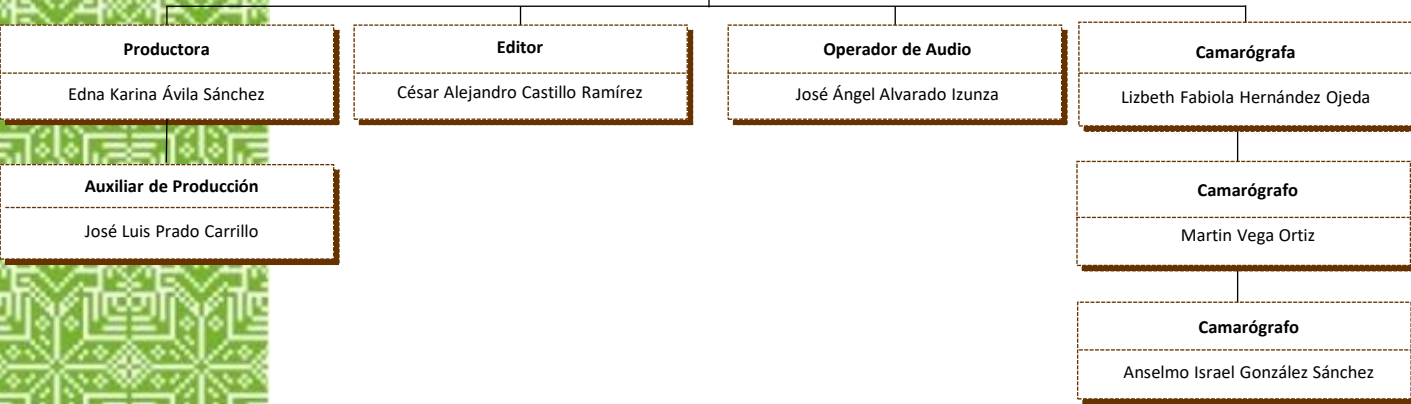 Productora
Edna Karina Ávila Sánchez
Editor
César Alejandro Castillo Ramírez
Operador de Audio
José Ángel Alvarado Izunza
Camarógrafa
Lizbeth Fabiola Hernández Ojeda
Auxiliar de Producción
José Luis Prado Carrillo
Camarógrafo
Martin Vega Ortiz
Camarógrafo
Anselmo Israel González Sánchez